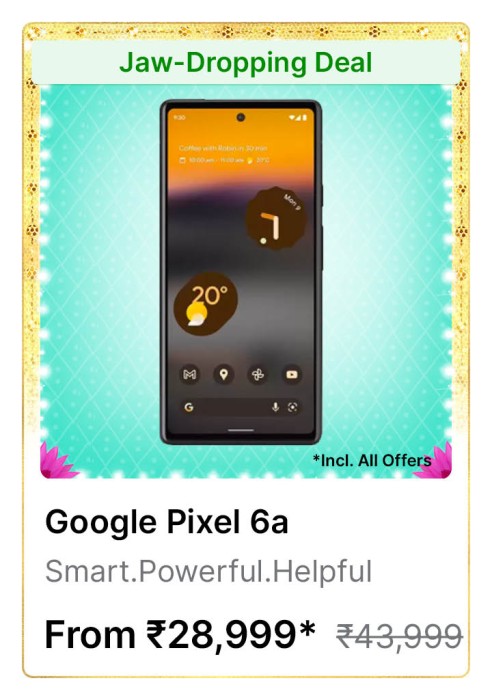 Jaw-Dropping Deal
9:30
Coffee with Robin in 30 min
10:00 am - 11:00 am 20°C
Mon 9
20°
G
*Incl. All Offers
Google Pixel 6a
Smart.Powerful.Helpful
From ₹28,999* ₹43,999